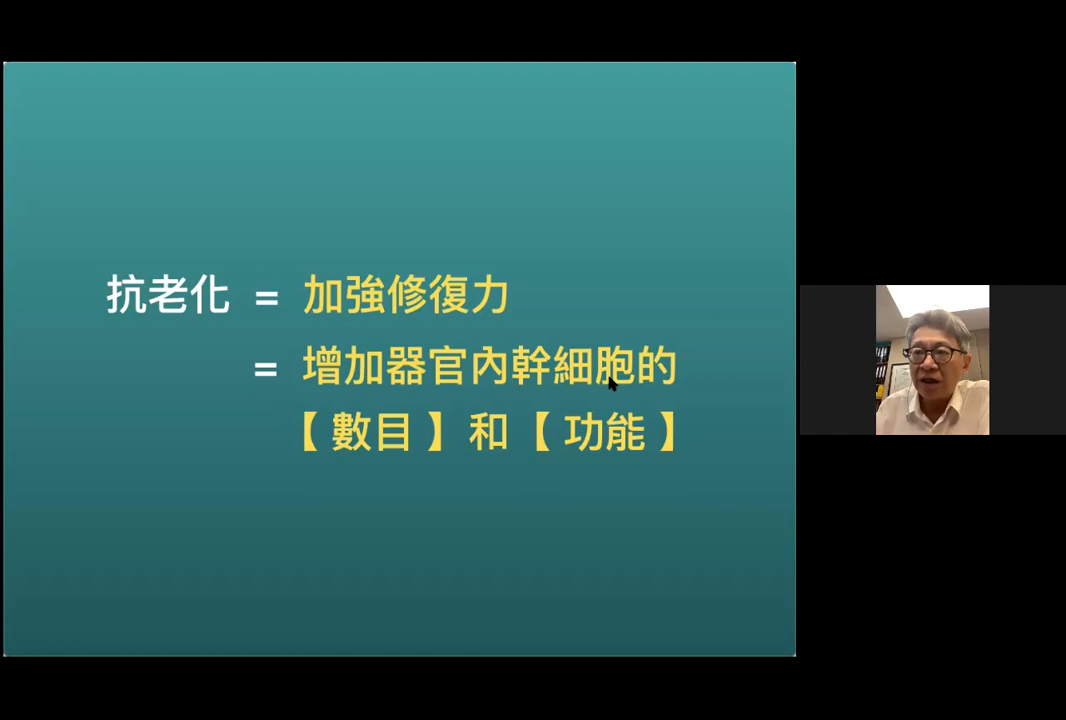 抗老化 = 加強修復力
= 增加器官內幹細胞的
【 數目 】 和 【 功能 】